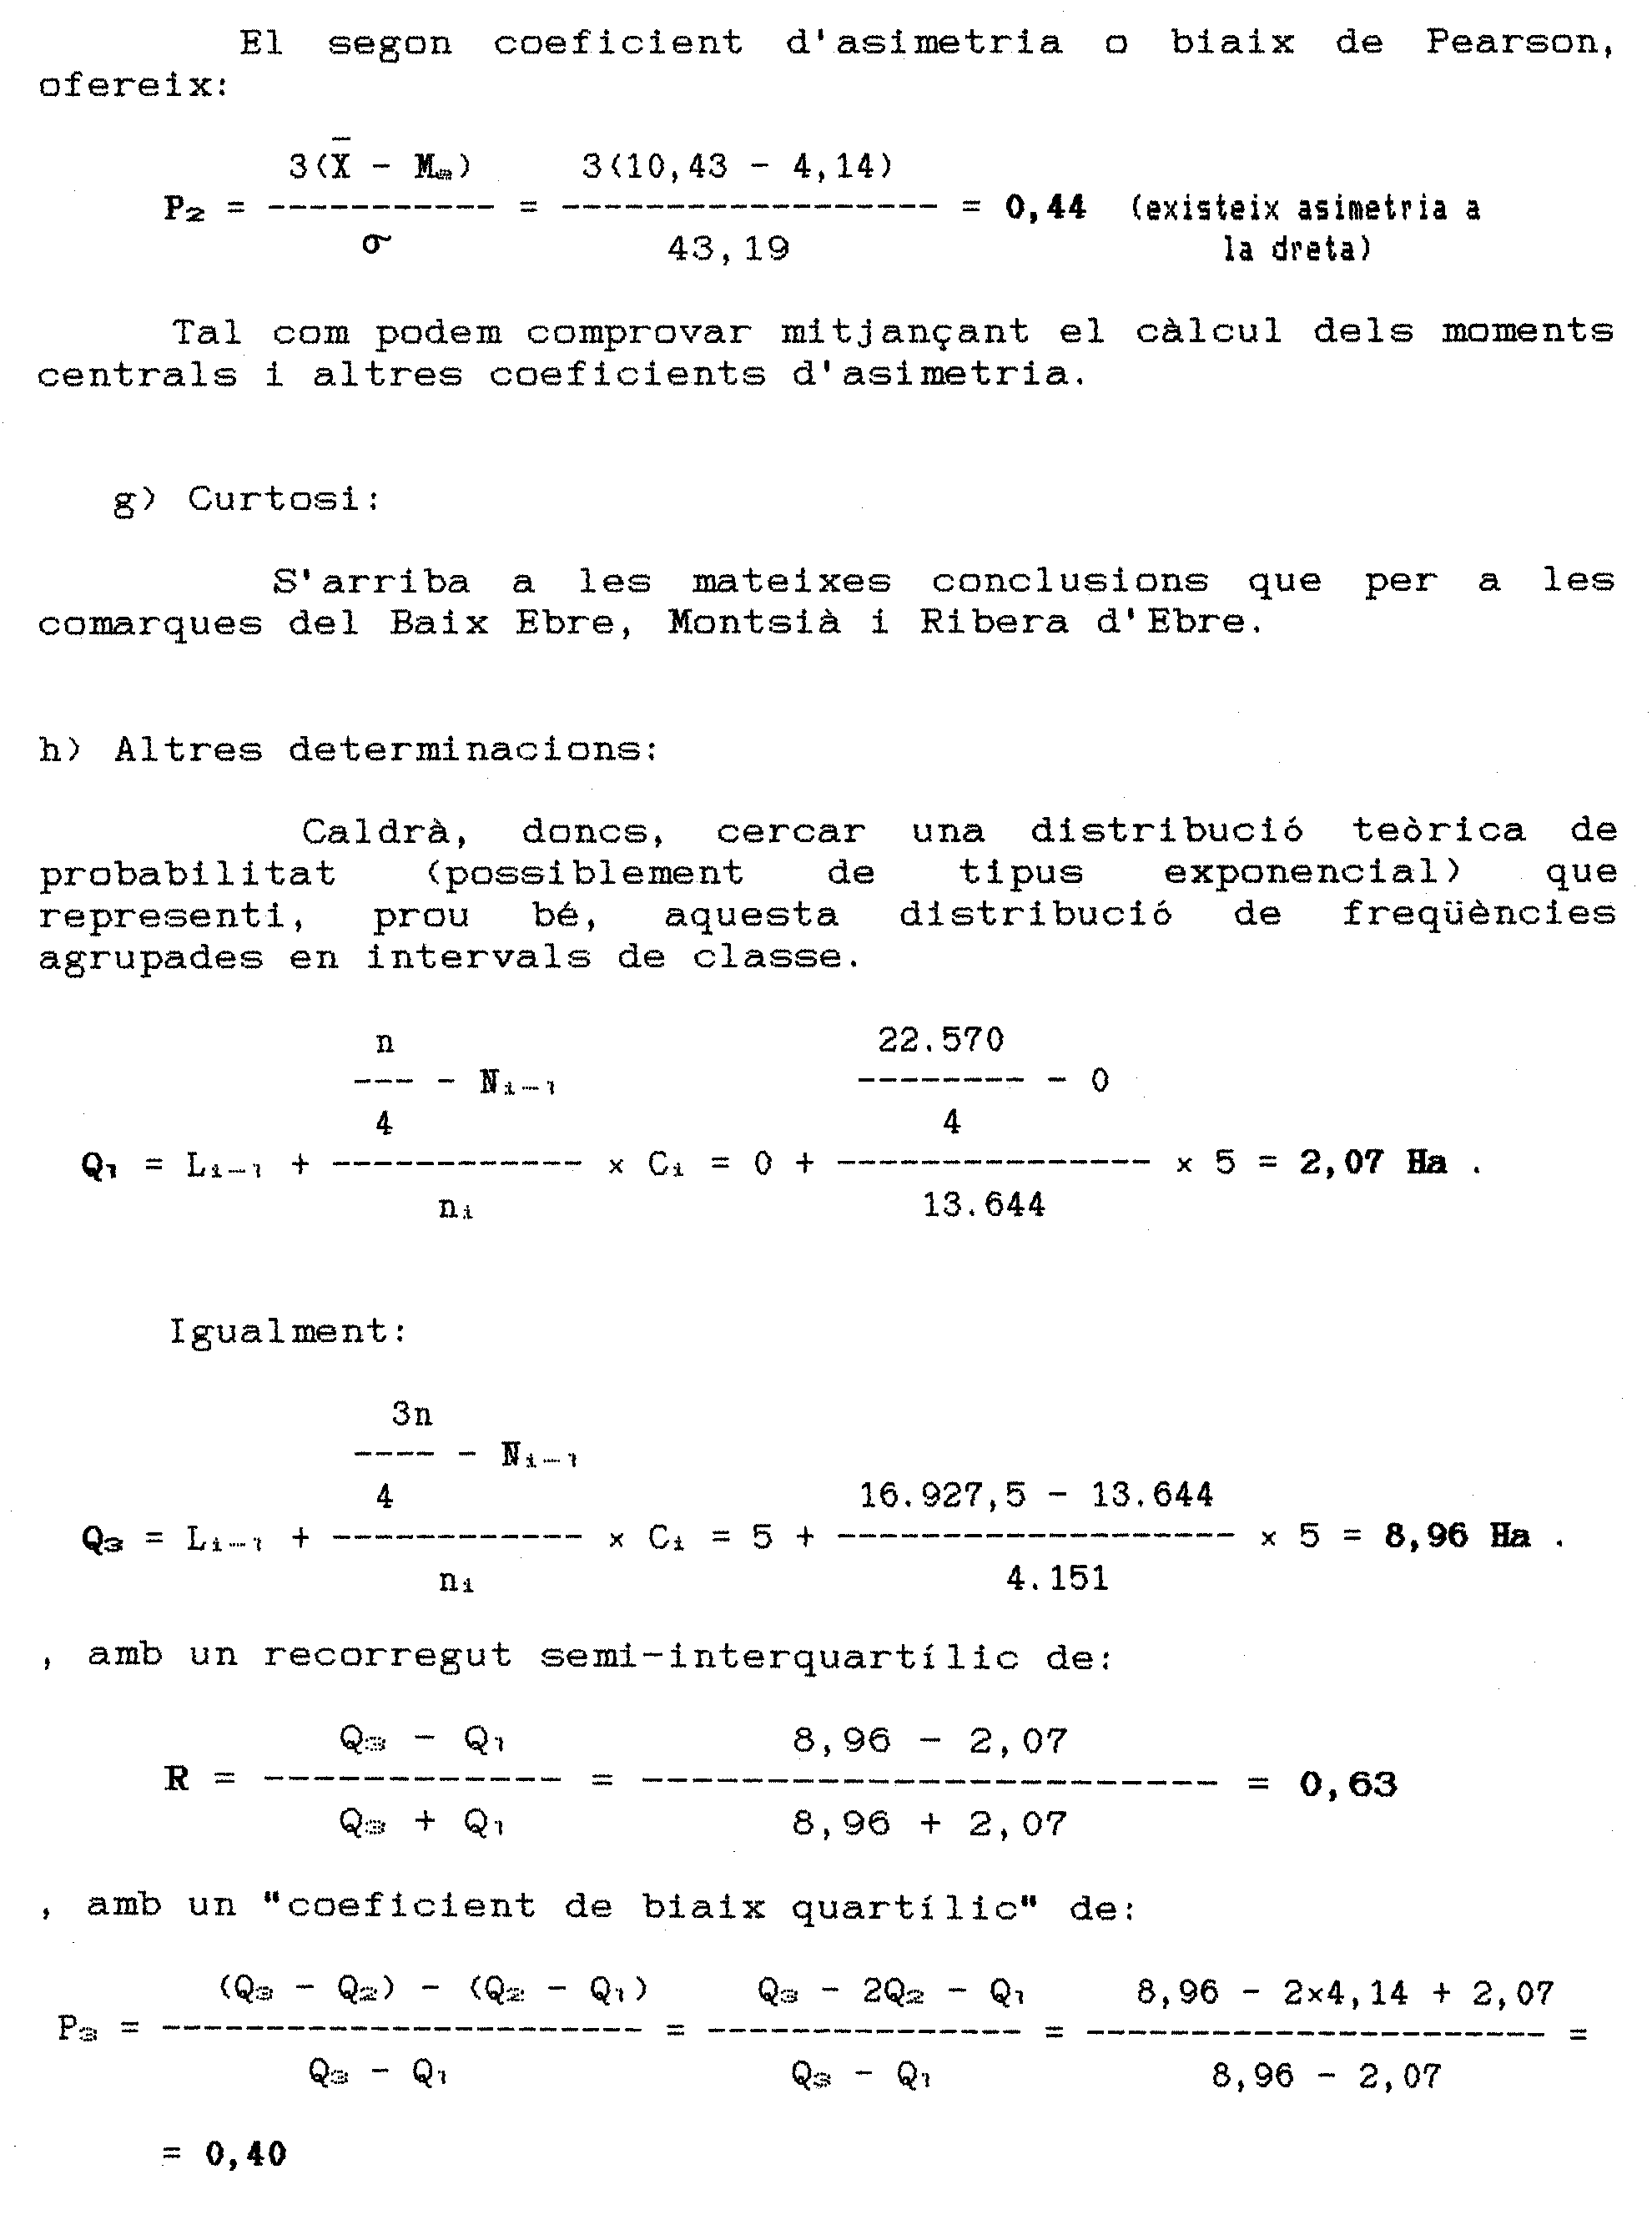 El segon coeficient d'asimetria o biaix de Pearson,
ofereix:
3(X̄ - Mₑ) 3(10,43 - 4,14)
P₂ = ----------- = ------------------ = 0,44 (existeix asimetria a
σ 43,19 la dreta)
Tal com podem comprovar mitjançant el càlcul dels moments
centrals i altres coeficients d'asimetria.
g) Curtosi:
S'arriba a les mateixes conclusions que per a les
comarques del Baix Ebre, Montsià i Ribera d'Ebre.
h) Altres determinacions:
Caldrà, doncs, cercar una distribució teòrica de
probabilitat (possiblement de tipus exponencial) que
representi, prou bé, aquesta distribució de freqüències
agrupades en intervals de classe.
n 22.570
--- - Nᵢ₋₁ -------- - 0
4 4
Q₁ = Lᵢ₋₁ + ------------ x Cᵢ = 0 + --------------- x 5 = 2,07 Ha .
nᵢ 13.644
Igualment:
3n
---- - Nᵢ₋₁
4 16.927,5 - 13.644
Q₃ = Lᵢ₋₁ + ------------ x Cᵢ = 5 + ------------------- x 5 = 8,96 Ha .
nᵢ 4.151
, amb un recorregut semi-interquartílic de:
Q₃ - Q₁ 8,96 - 2,07
R = --------------- = ---------------------------- = 0,63
Q₃ + Q₁ 8,96 + 2,07
, amb un "coeficient de biaix quartílic" de:
(Q₃ - Q₂) - (Q₂ - Q₁) Q₃ - 2Q₂ - Q₁ 8,96 - 2x4,14 + 2,07
P₃ = ----------------------- = --------------- = ---------------------- =
Q₃ - Q₁ Q₃ - Q₁ 8,96 - 2,07
= 0,40